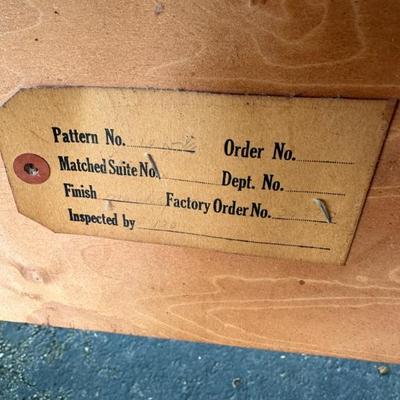 Pattern No. Order No.
Matched Suite No. Dept. No.
Finish Factory Order No.
Inspected by